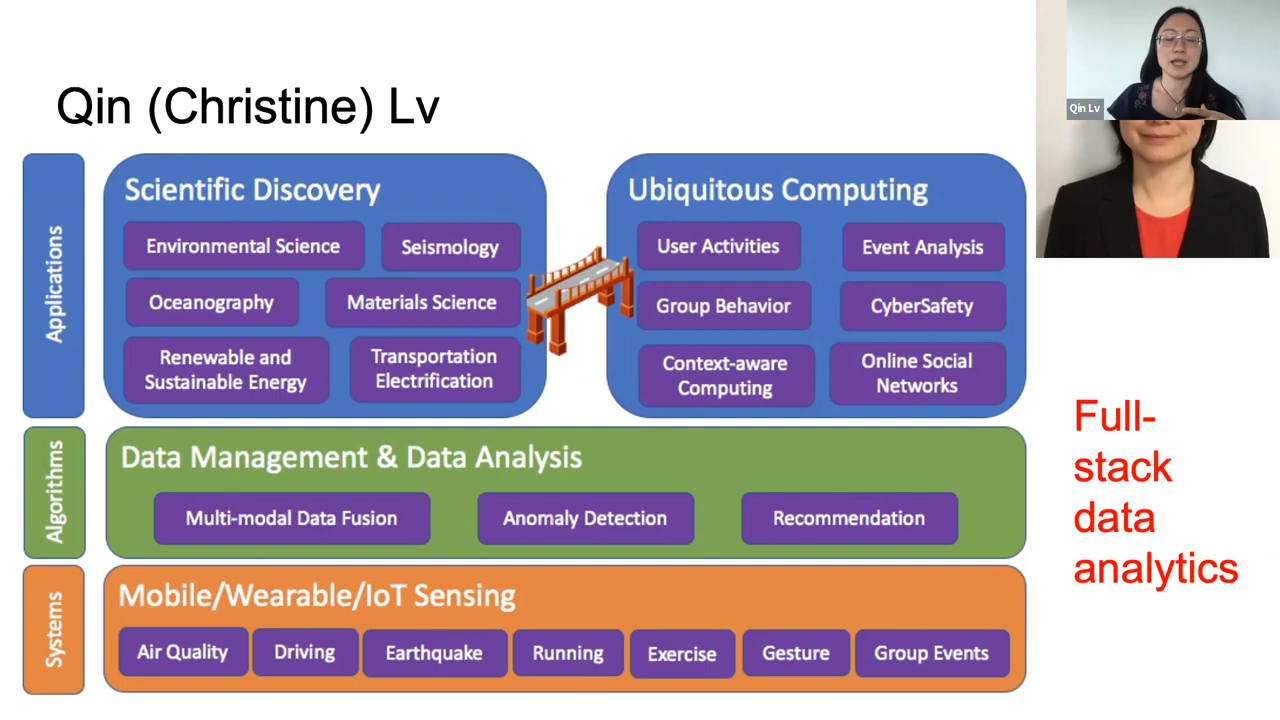 Qin (Christine) Lv
Qin Lv
Applications
Scientific Discovery
Environmental Science
Seismology
Oceanography
Materials Science
Renewable and
Sustainable Energy
Transportation
Electrification
Ubiquitous Computing
User Activities
Event Analysis
Group Behavior
CyberSafety
Context-aware
Computing
Online Social
Networks
Algorithms
Data Management & Data Analysis
Multi-modal Data Fusion
Anomaly Detection
Recommendation
Systems
Mobile/Wearable/IoT Sensing
Air Quality
Driving
Earthquake
Running
Exercise
Gesture
Group Events
Full-
stack
data
analytics